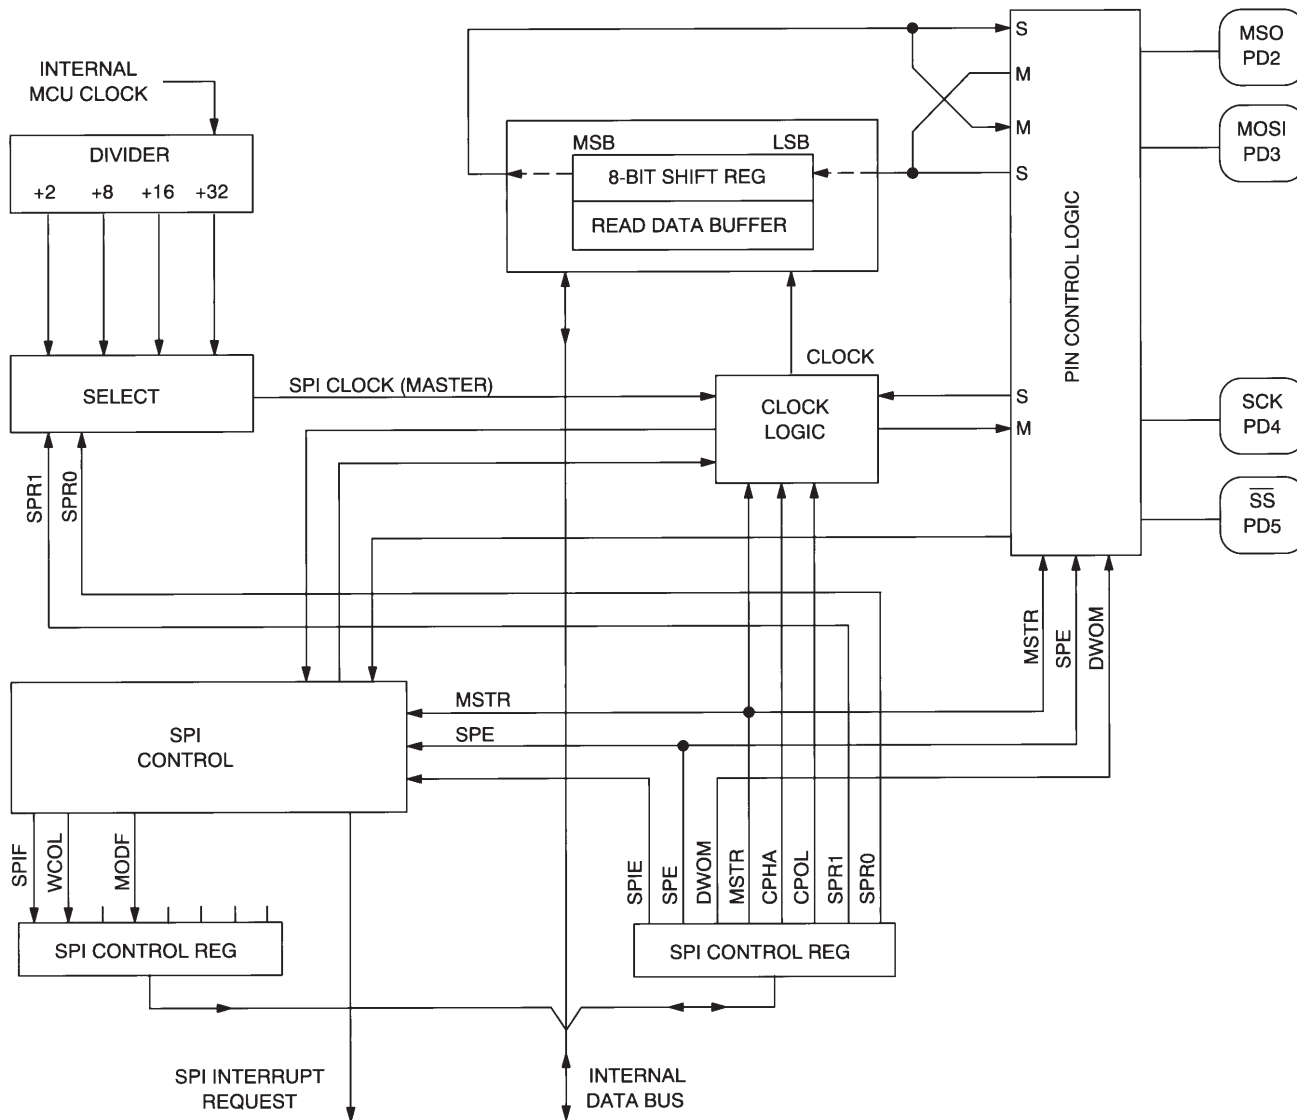 INTERNAL
MCU CLOCK
DIVIDER
+2 +8 +16 +32
SELECT
SPR1
SPR0
SPI CLOCK (MASTER)
MSB LSB
8-BIT SHIFT REG
READ DATA BUFFER
CLOCK
CLOCK
LOGIC
S
M
M
S
S
M
PIN CONTROL LOGIC
MSO
PD2
MOSI
PD3
SCK
PD4
SS
PD5
MSTR
SPE
DWOM
SPI
CONTROL
MSTR
SPE
SPIF
WCOL
MODF
SPI CONTROL REG
SPIE
SPE
DWOM
MSTR
CPHA
CPOL
SPR1
SPR0
SPI CONTROL REG
SPI INTERRUPT
REQUEST
INTERNAL
DATA BUS